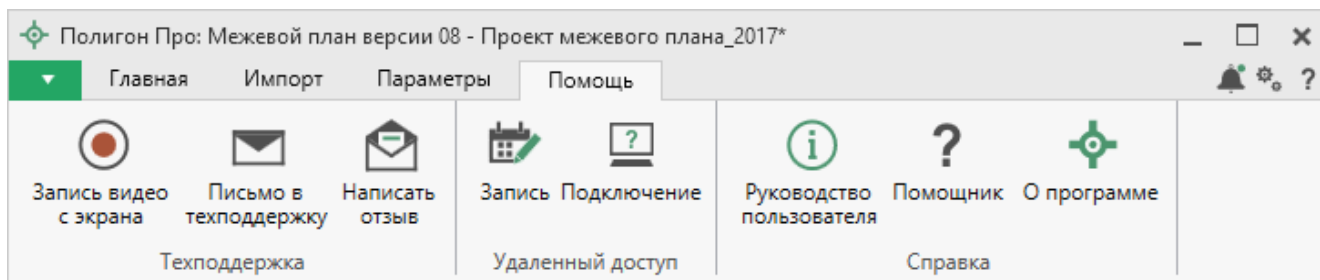 Полигон Про: Межевой план версии 08 - Проект межевого плана_2017*
Главная Импорт Параметры Помощь
?
?
i
?
Запись видео с экрана
Письмо в техподдержку
Написать отзыв
Запись
Подключение
Руководство пользователя
Помощник
О программе
Техподдержка
Удаленный доступ
Справка